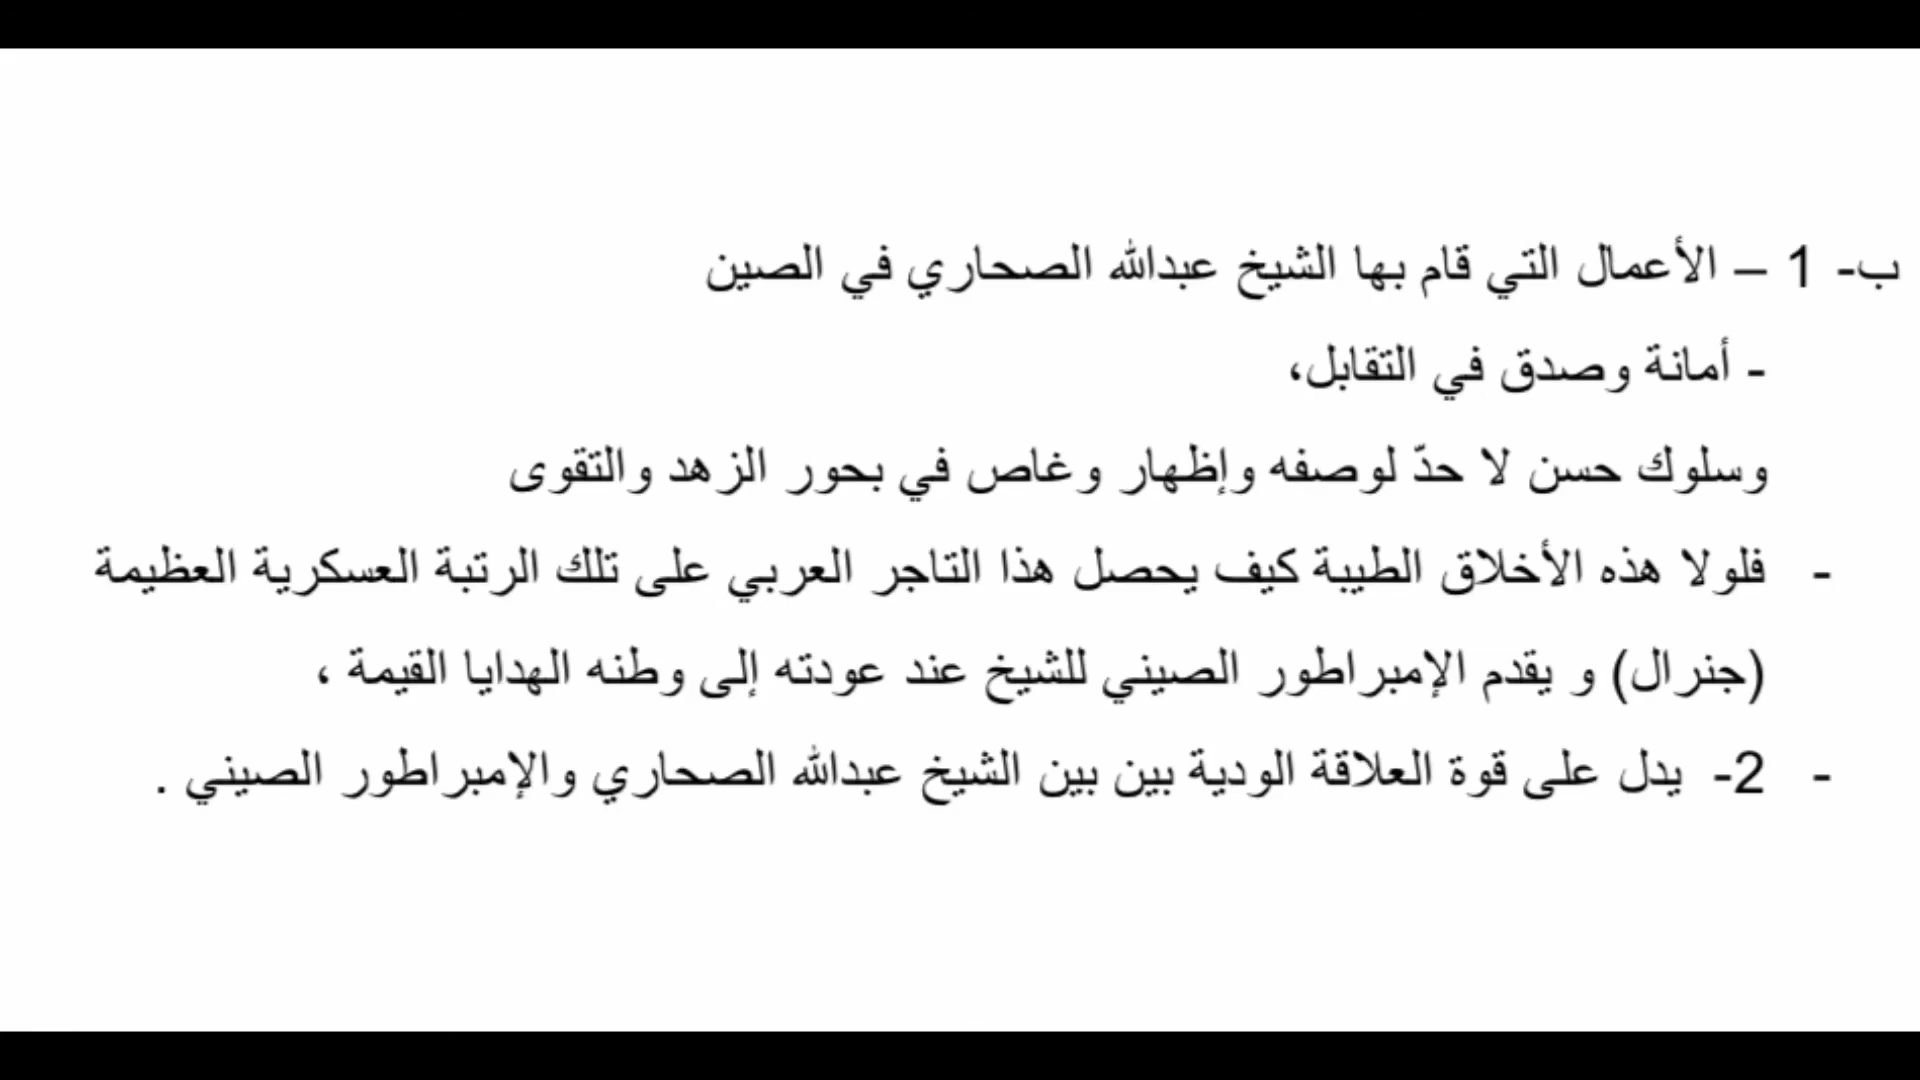 ب- 1 – الأعمال التي قام بها الشيخ عبدالله الصحاري في الصين
- أمانة وصدق في التقابل،
وسلوك حسن لا حدّ لوصفه وإظهار وغاص في بحور الزهد والتقوى
- فلولا هذه الأخلاق الطيبة كيف يحصل هذا التاجر العربي على تلك الرتبة العسكرية العظيمة
(جنرال) و يقدم الإمبراطور الصيني للشيخ عند عودته إلى وطنه الهدايا القيمة ،
- 2- يدل على قوة العلاقة الودية بين بين الشيخ عبدالله الصحاري والإمبراطور الصيني .